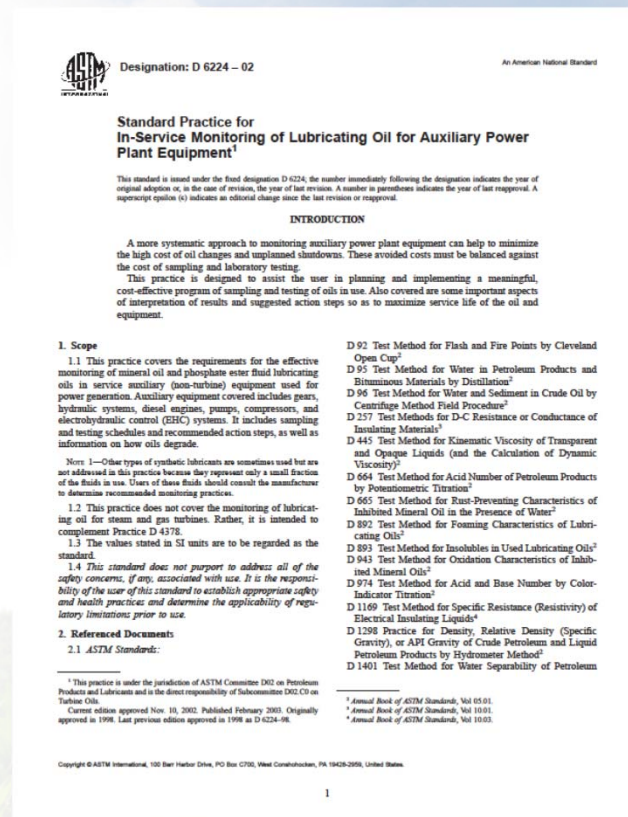 ASTM
INTERNATIONAL
Designation: D 6224 – 02
An American National Standard
Standard Practice for
In-Service Monitoring of Lubricating Oil for Auxiliary Power
Plant Equipment¹
This standard is issued under the fixed designation D 6224; the number immediately following the designation indicates the year of
original adoption or, in the case of revision, the year of last revision. A number in parentheses indicates the year of last reapproval. A
superscript epsilon (ε) indicates an editorial change since the last revision or reapproval.
INTRODUCTION
A more systematic approach to monitoring auxiliary power plant equipment can help to minimize
the high cost of oil changes and unplanned shutdowns. These avoided costs must be balanced against
the cost of sampling and laboratory testing.
This practice is designed to assist the user in planning and implementing a meaningful,
cost-effective program of sampling and testing of oils in use. Also covered are some important aspects
of interpretation of results and suggested action steps so as to maximize service life of the oil and
equipment.
1. Scope
1.1 This practice covers the requirements for the effective
monitoring of mineral oil and phosphate ester fluid lubricating
oils in service auxiliary (non-turbine) equipment used for
power generation. Auxiliary equipment covered includes gears,
hydraulic systems, diesel engines, pumps, compressors, and
electrohydraulic control (EHC) systems. It includes sampling
and testing schedules and recommended action steps, as well as
information on how oils degrade.
NOTE 1—Other types of synthetic lubricants are sometimes used but are
not addressed in this practice because they represent only a small fraction
of the fluids in use. Users of these fluids should consult the manufacturer
to determine recommended monitoring practices.
1.2 This practice does not cover the monitoring of lubricat-
ing oil for steam and gas turbines. Rather, it is intended to
complement Practice D 4378.
1.3 The values stated in SI units are to be regarded as the
standard.
1.4 This standard does not purport to address all of the
safety concerns, if any, associated with use. It is the responsi-
bility of the user of this standard to establish appropriate safety
and health practices and determine the applicability of regu-
latory limitations prior to use.
2. Referenced Documents
2.1 ASTM Standards:
¹ This practice is under the jurisdiction of ASTM Committee D02 on Petroleum
Products and Lubricants and is the direct responsibility of Subcommittee D02.C0 on
Turbine Oils.
Current edition approved Nov. 10, 2002. Published February 2003. Originally
approved in 1998. Last previous edition approved in 1998 as D 6224–98.
D 92 Test Method for Flash and Fire Points by Cleveland
Open Cup²
D 95 Test Method for Water in Petroleum Products and
Bituminous Materials by Distillation²
D 96 Test Method for Water and Sediment in Crude Oil by
Centrifuge Method Field Procedure²
D 257 Test Methods for D-C Resistance or Conductance of
Insulating Materials³
D 445 Test Method for Kinematic Viscosity of Transparent
and Opaque Liquids (and the Calculation of Dynamic
Viscosity)²
D 664 Test Method for Acid Number of Petroleum Products
by Potentiometric Titration²
D 665 Test Method for Rust-Preventing Characteristics of
Inhibited Mineral Oil in the Presence of Water²
D 892 Test Method for Foaming Characteristics of Lubri-
cating Oils²
D 893 Test Method for Insolubles in Used Lubricating Oils²
D 943 Test Method for Oxidation Characteristics of Inhib-
ited Mineral Oils²
D 974 Test Method for Acid and Base Number by Color-
Indicator Titration²
D 1169 Test Method for Specific Resistance (Resistivity) of
Electrical Insulating Liquids⁴
D 1298 Practice for Density, Relative Density (Specific
Gravity), or API Gravity of Crude Petroleum and Liquid
Petroleum Products by Hydrometer Method²
D 1401 Test Method for Water Separability of Petroleum
² Annual Book of ASTM Standards, Vol 05.01.
³ Annual Book of ASTM Standards, Vol 10.01.
⁴ Annual Book of ASTM Standards, Vol 10.03.
Copyright © ASTM International, 100 Barr Harbor Drive, PO Box C700, West Conshohocken, PA 19428-2959, United States.
1